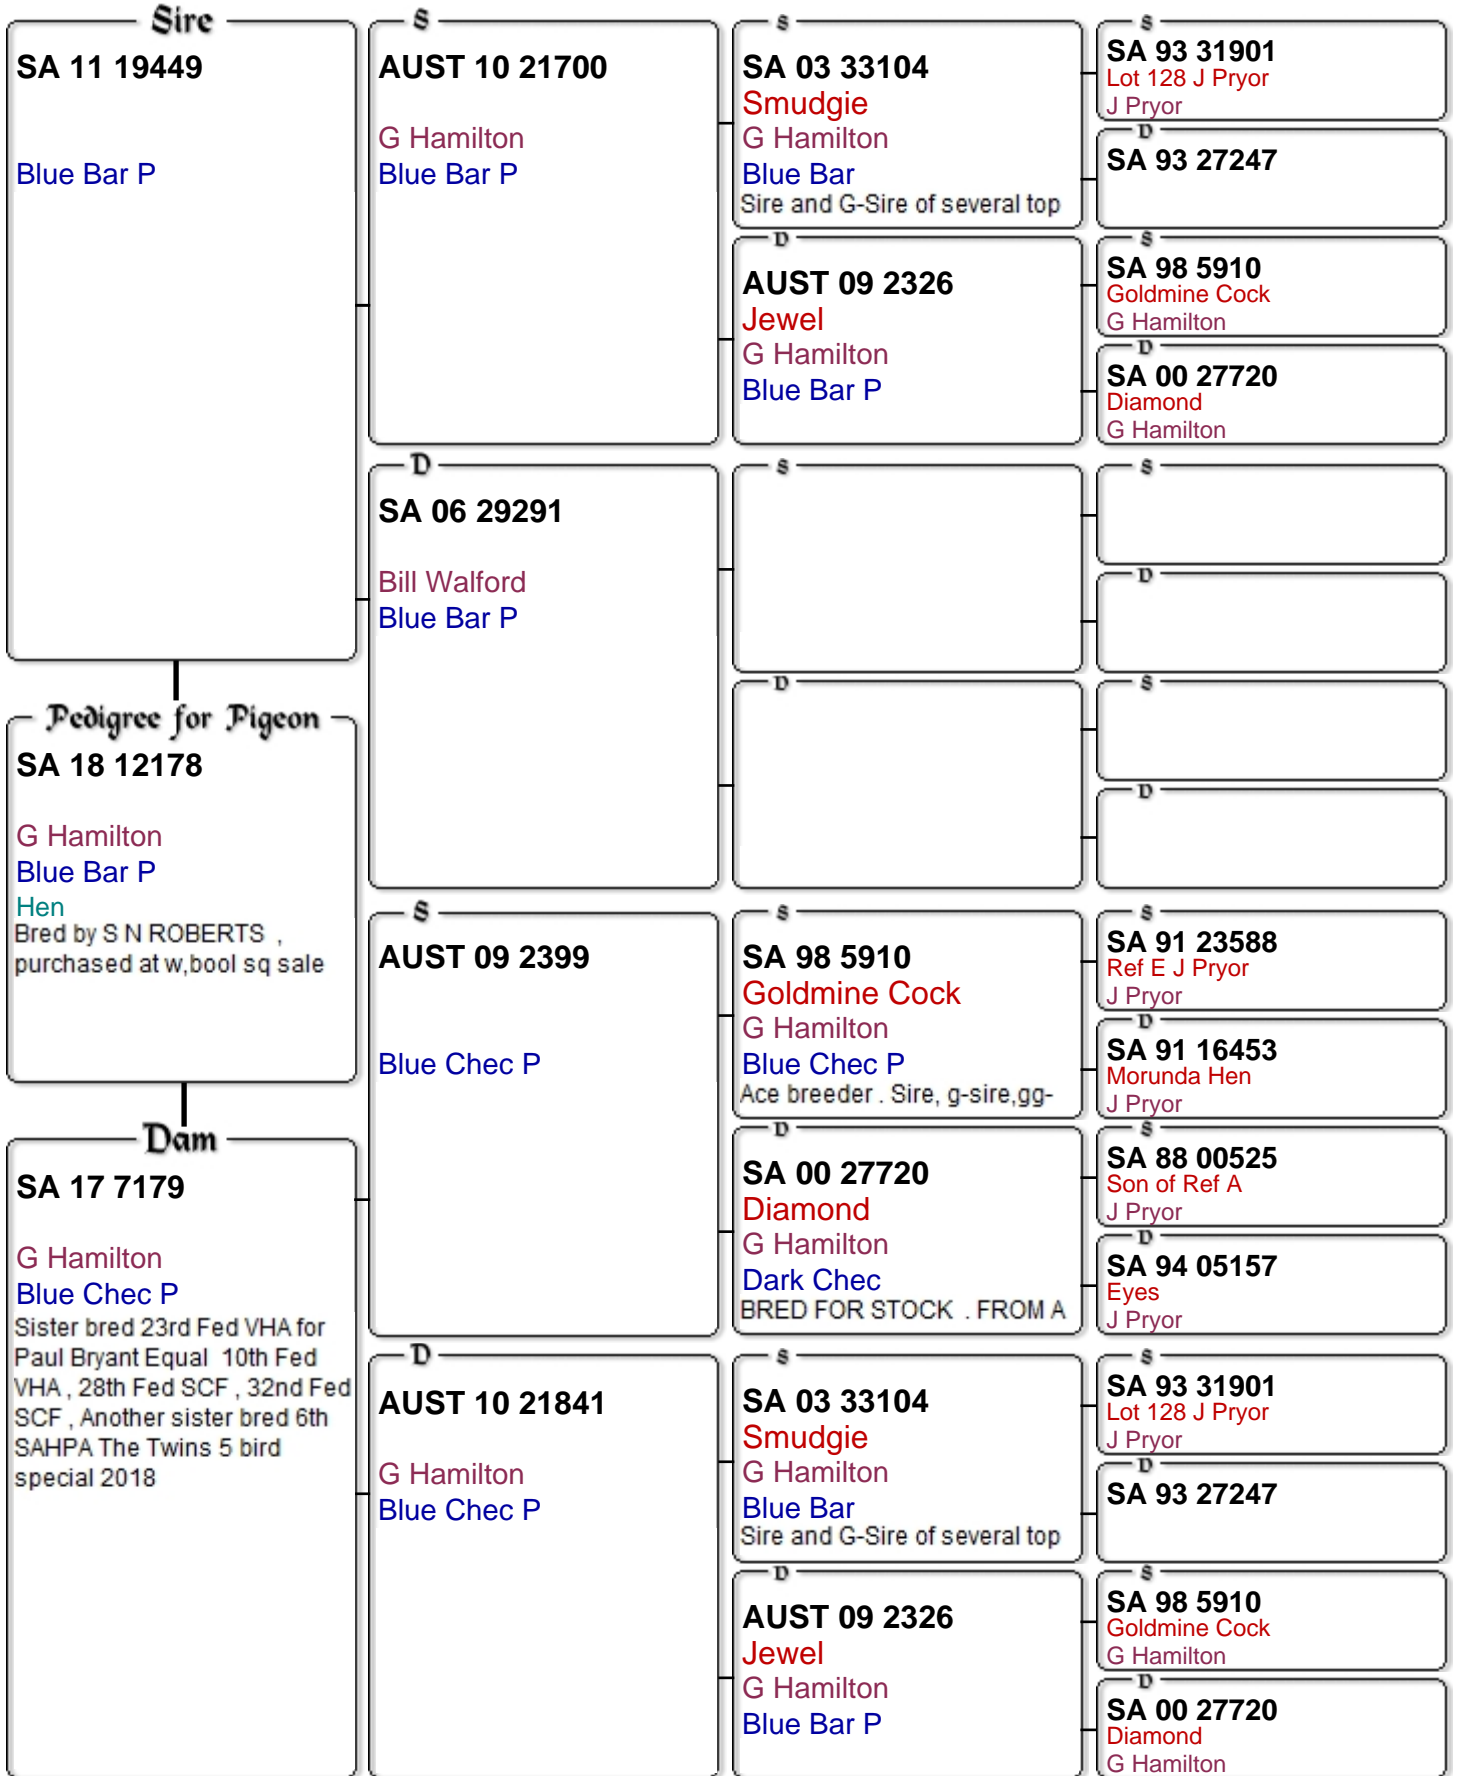 Sire
SA 11 19449
Blue Bar P
Pedigree for Pigeon
SA 18 12178
G Hamilton
Blue Bar P
Hen
Bred by S N ROBERTS ,
purchased at w,bool sq sale
Dam
SA 17 7179
G Hamilton
Blue Chec P
Sister bred 23rd Fed VHA for
Paul Bryant Equal 10th Fed
VHA , 28th Fed SCF , 32nd Fed
SCF , Another sister bred 6th
SAHPA The Twins 5 bird
special 2018
S
AUST 10 21700
G Hamilton
Blue Bar P
D
SA 06 29291
Bill Walford
Blue Bar P
S
AUST 09 2399
Blue Chec P
D
AUST 10 21841
G Hamilton
Blue Chec P
S
SA 03 33104
Smudgie
G Hamilton
Blue Bar
Sire and G-Sire of several top
D
AUST 09 2326
Jewel
G Hamilton
Blue Bar P
S
D
S
SA 98 5910
Goldmine Cock
G Hamilton
Blue Chec P
Ace breeder . Sire, g-sire,gg-
D
SA 00 27720
Diamond
G Hamilton
Dark Chec
BRED FOR STOCK . FROM A
S
SA 03 33104
Smudgie
G Hamilton
Blue Bar
Sire and G-Sire of several top
D
AUST 09 2326
Jewel
G Hamilton
Blue Bar P
S
SA 93 31901
Lot 128 J Pryor
J Pryor
D
SA 93 27247
S
SA 98 5910
Goldmine Cock
G Hamilton
D
SA 00 27720
Diamond
G Hamilton
S
D
S
D
S
SA 91 23588
Ref E J Pryor
J Pryor
D
SA 91 16453
Morunda Hen
J Pryor
S
SA 88 00525
Son of Ref A
J Pryor
D
SA 94 05157
Eyes
J Pryor
S
SA 93 31901
Lot 128 J Pryor
J Pryor
D
SA 93 27247
S
SA 98 5910
Goldmine Cock
G Hamilton
D
SA 00 27720
Diamond
G Hamilton